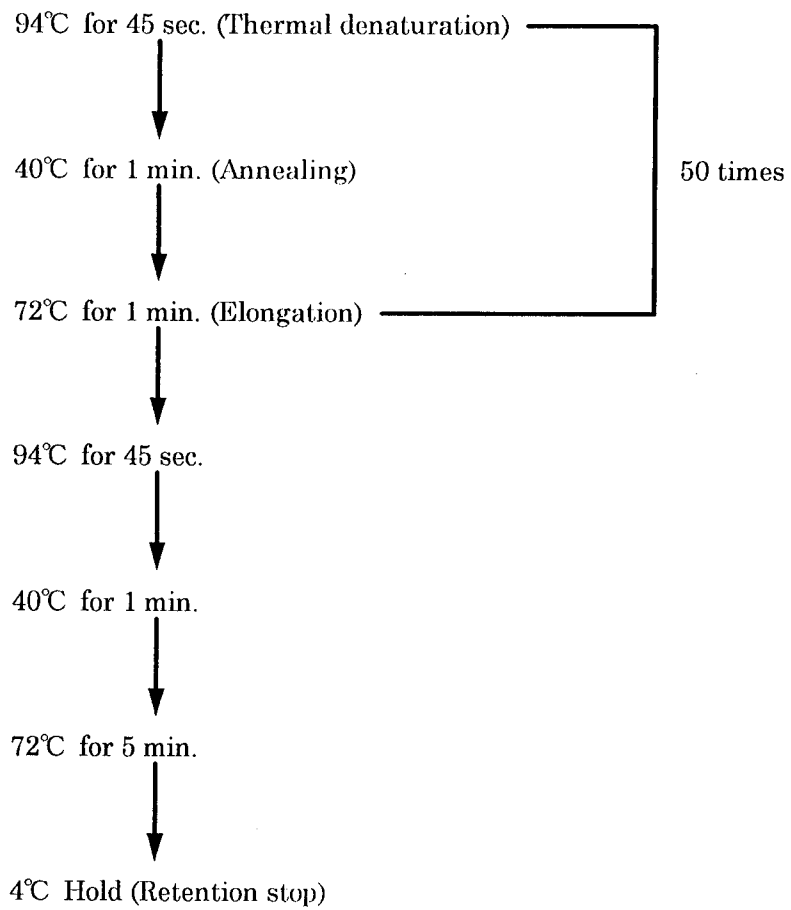 94℃ for 45 sec. (Thermal denaturation)
40℃ for 1 min. (Annealing)
50 times
72℃ for 1 min. (Elongation)
94℃ for 45 sec.
40℃ for 1 min.
72℃ for 5 min.
4℃ Hold (Retention stop)